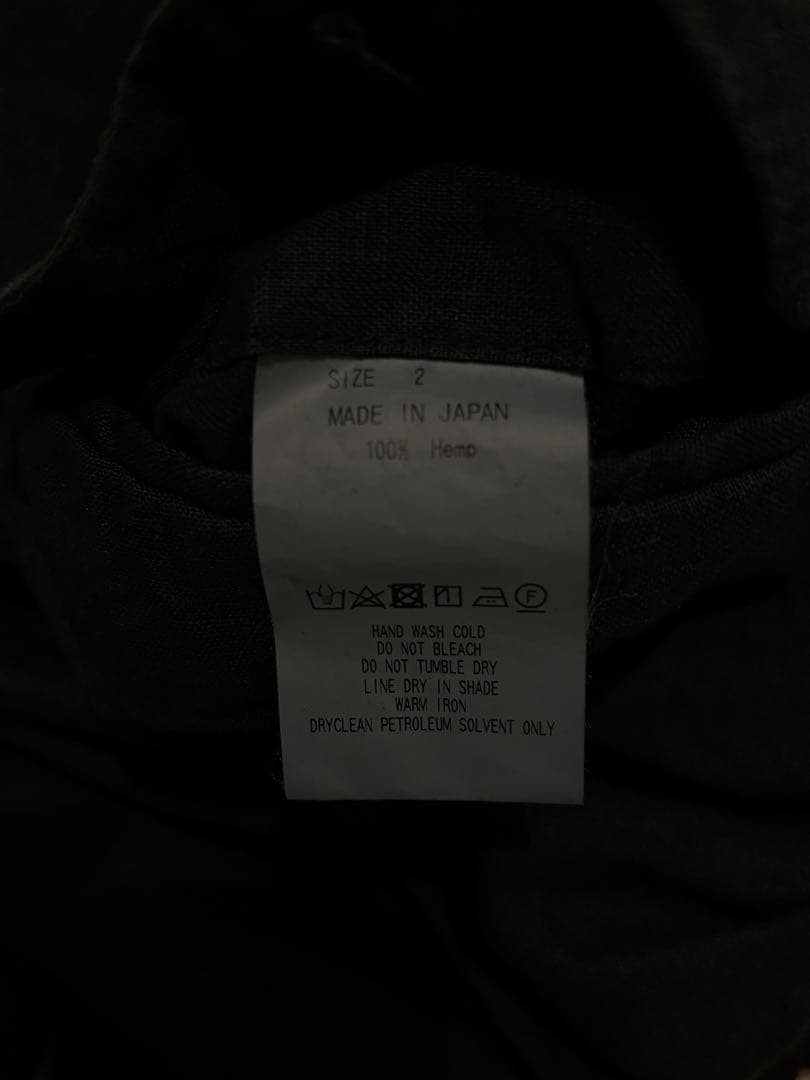 SIZE 2
MADE IN JAPAN
100% Hemp
F
HAND WASH COLD
DO NOT BLEACH
DO NOT TUMBLE DRY
LINE DRY IN SHADE
WARM IRON
DRYCLEAN PETROLEUM SOLVENT ONLY